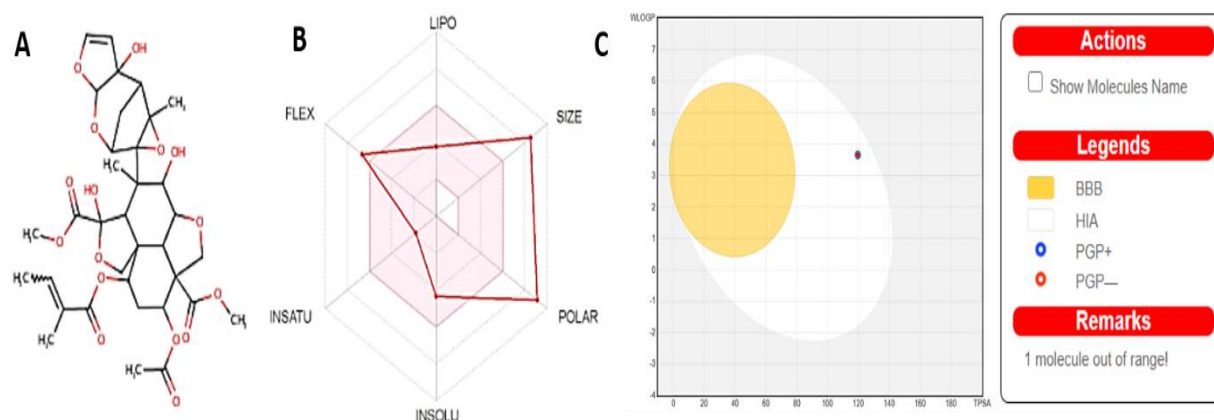 A
OH
O
O
CH₃
O
OH
H₃C
HO
O
O
H₃C
O
O
O
O
H₃C
O
CH₃
O
CH₃
O
O
H₃C
O
B
LIPO
FLEX
SIZE
INSATU
POLAR
INSOLU
C
WLOGP
7
6
5
4
3
2
1
0
-1
-2
-3
-4
0 20 40 60 80 100 120 140 160 180 TPSA
Actions
Show Molecules Name
Legends
BBB
HIA
PGP+
PGP—
Remarks
1 molecule out of range!